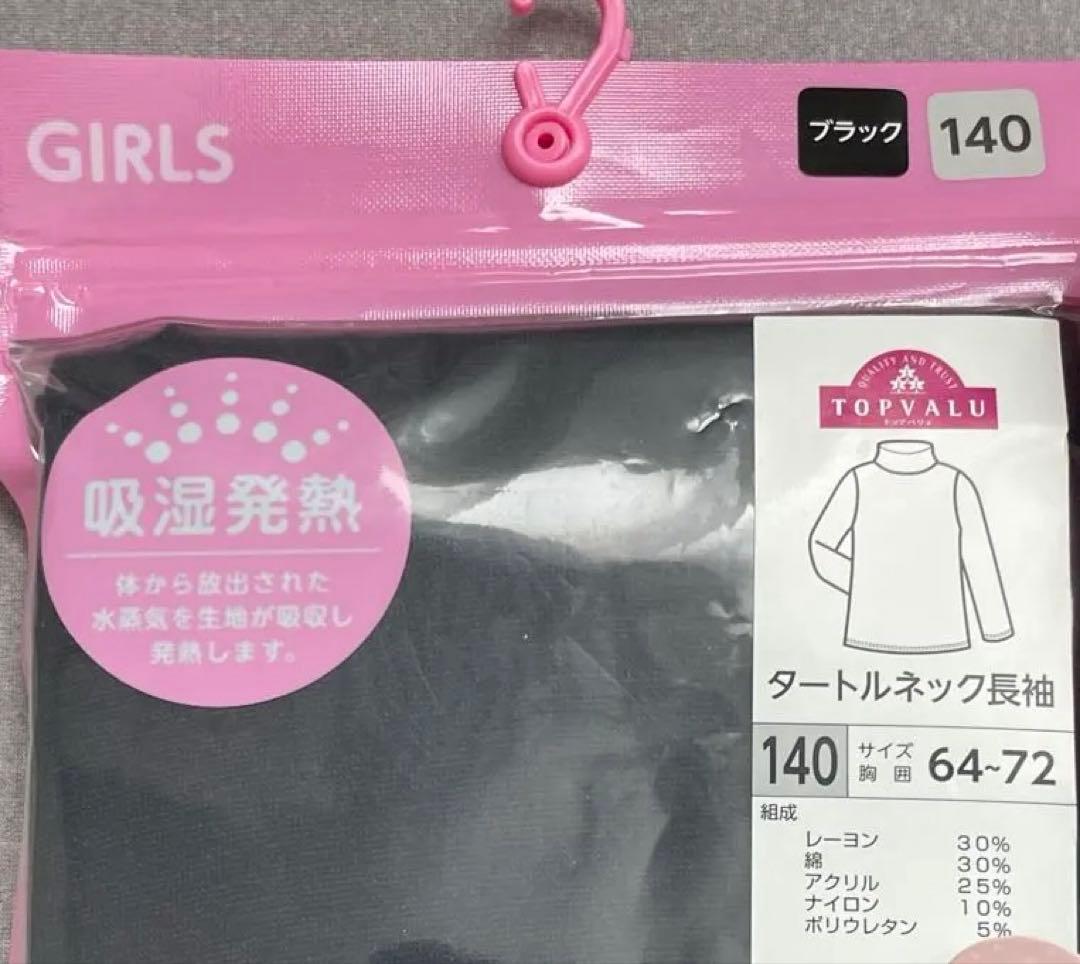 GIRLS
ブラック
140
吸湿発熱
体から放出された
水蒸気を生地が吸収し
発熱します。
QUALITY AND TRUST
TOPVALU
トップバリュ
タートルネック長袖
140
サイズ
胸囲
64~72
組成
レーヨン 30%
綿 30%
アクリル 25%
ナイロン 10%
ポリウレタン 5%